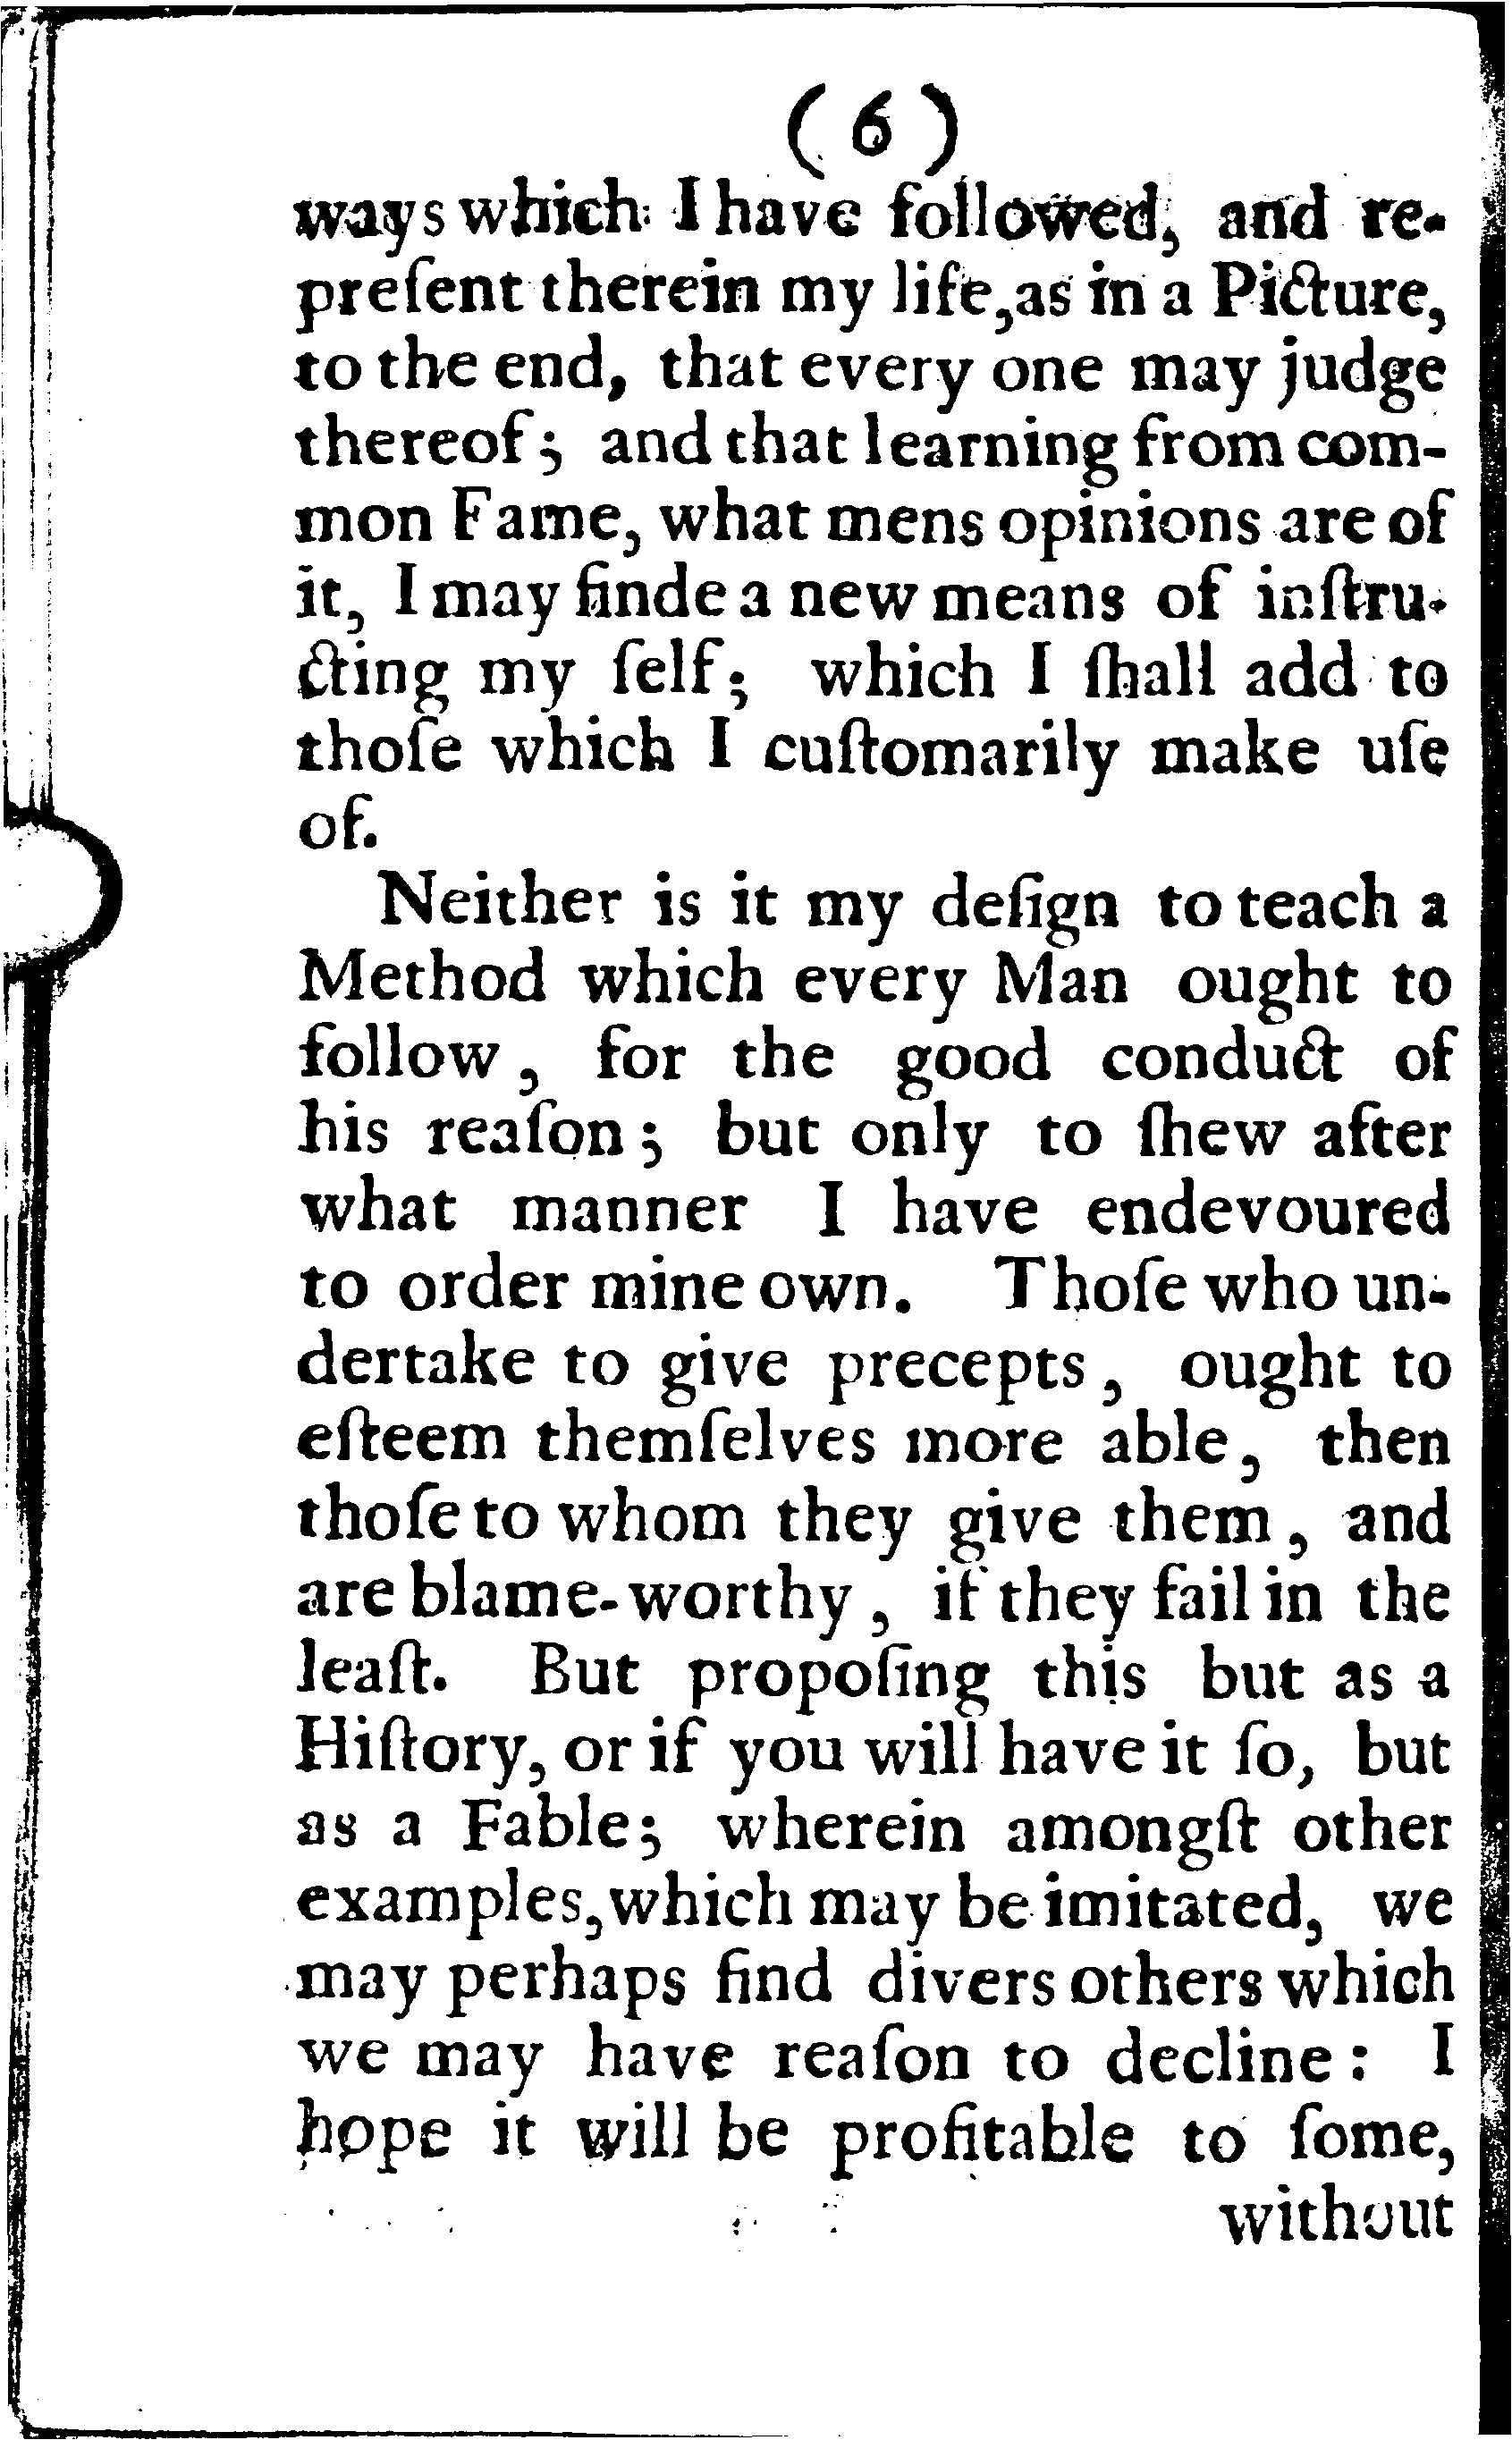 ( 6 )
ways which I have followed, and re-
preſent therein my life,as in a Picture,
to the end, that every one may judge
thereof; and that learning from com-
mon Fame, what mens opinions are of
it, I may finde a new means of inſtru-
cting my ſelf; which I ſhall add to
thoſe which I cuſtomarily make uſe
of.
Neither is it my deſign to teach a
Method which every Man ought to
follow, for the good conduct of
his reaſon; but only to ſhew after
what manner I have endevoured
to order mine own. Thoſe who un-
dertake to give precepts, ought to
eſteem themſelves more able, then
thoſe to whom they give them, and
are blame-worthy, if they fail in the
leaſt. But propoſing this but as a
Hiſtory, or if you will have it ſo, but
as a Fable; wherein amongſt other
examples,which may be imitated, we
may perhaps find divers others which
we may have reaſon to decline: I
hope it will be profitable to ſome,
without